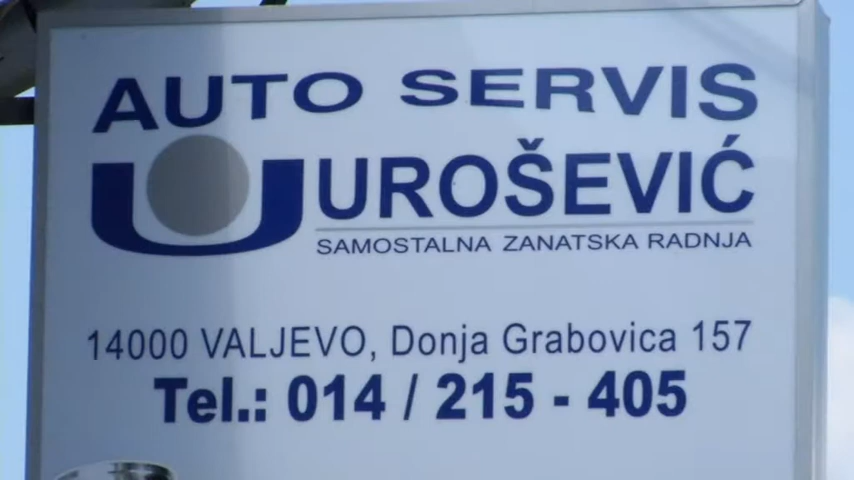 AUTO SERVIS
UROŠEVIĆ
SAMOSTALNA ZANATSKA RADNJA
14000 VALJEVO, Donja Grabovica 157
Tel.: 014 / 215 - 405